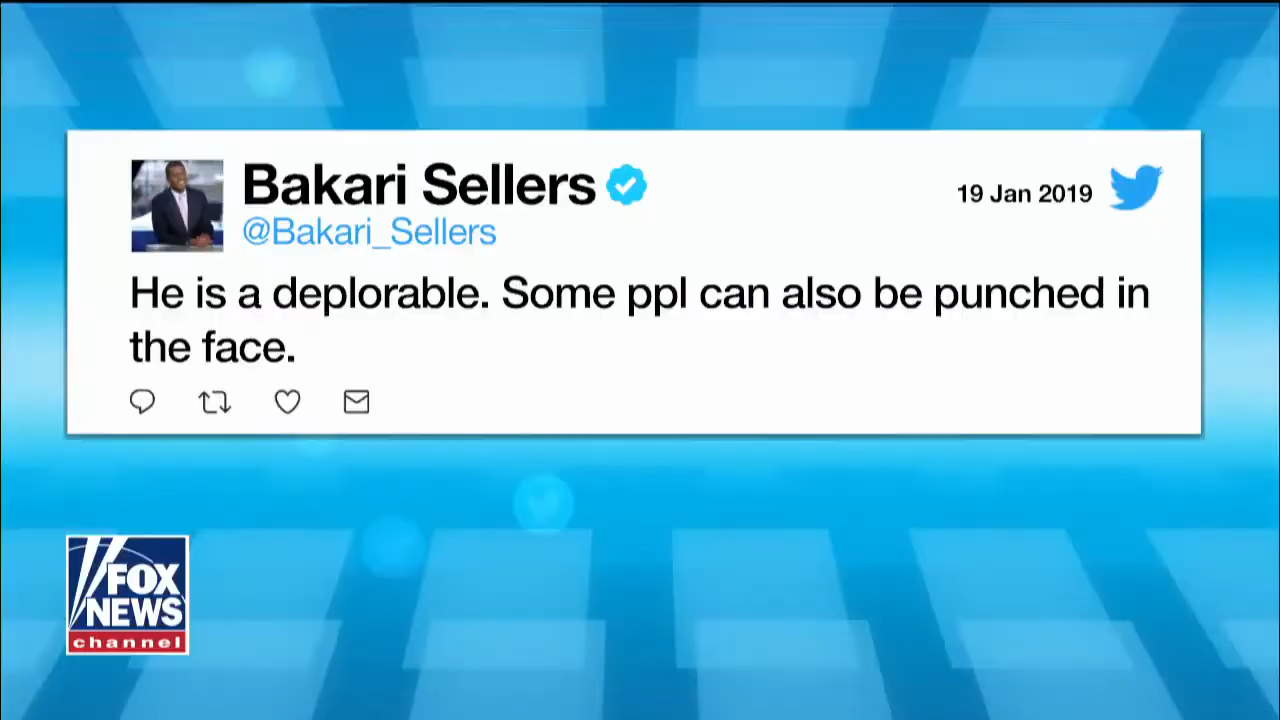 Bakari Sellers
19 Jan 2019
@Bakari_Sellers
He is a deplorable. Some ppl can also be punched in
the face.
FOX
NEWS
channel